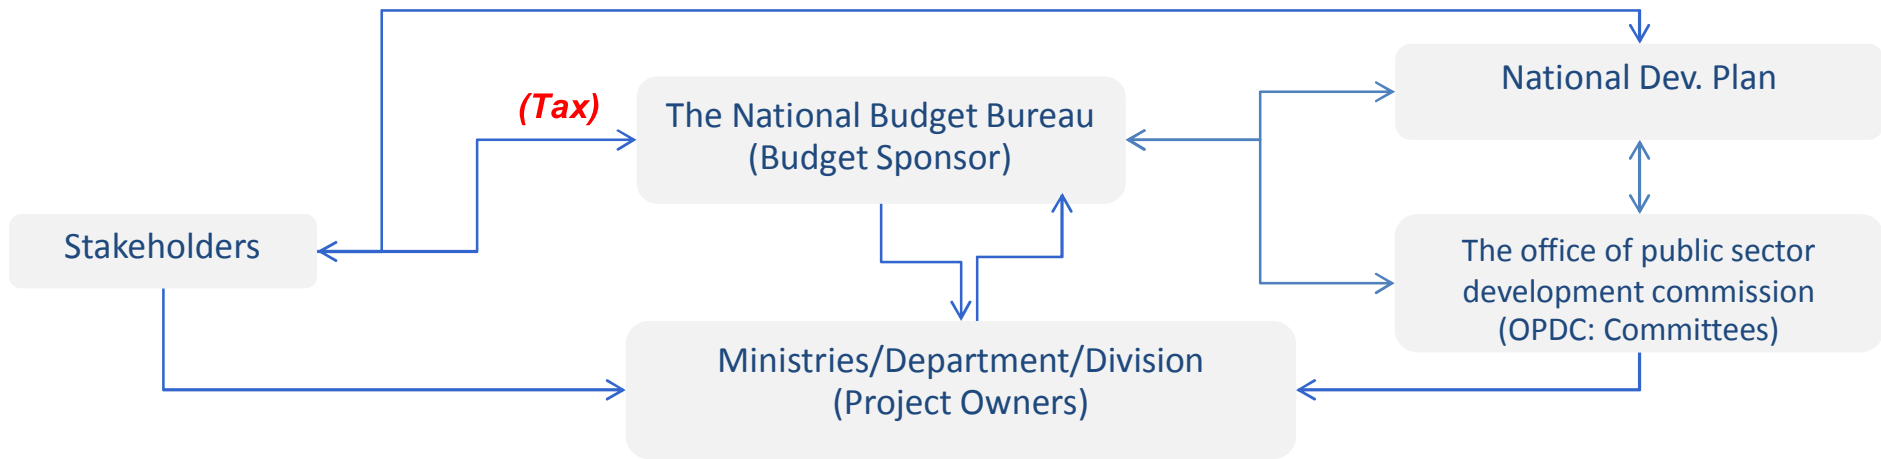 National Dev. Plan
(Tax)
The National Budget Bureau
(Budget Sponsor)
Stakeholders
The office of public sector
development commission
(OPDC: Committees)
Ministries/Department/Division
(Project Owners)